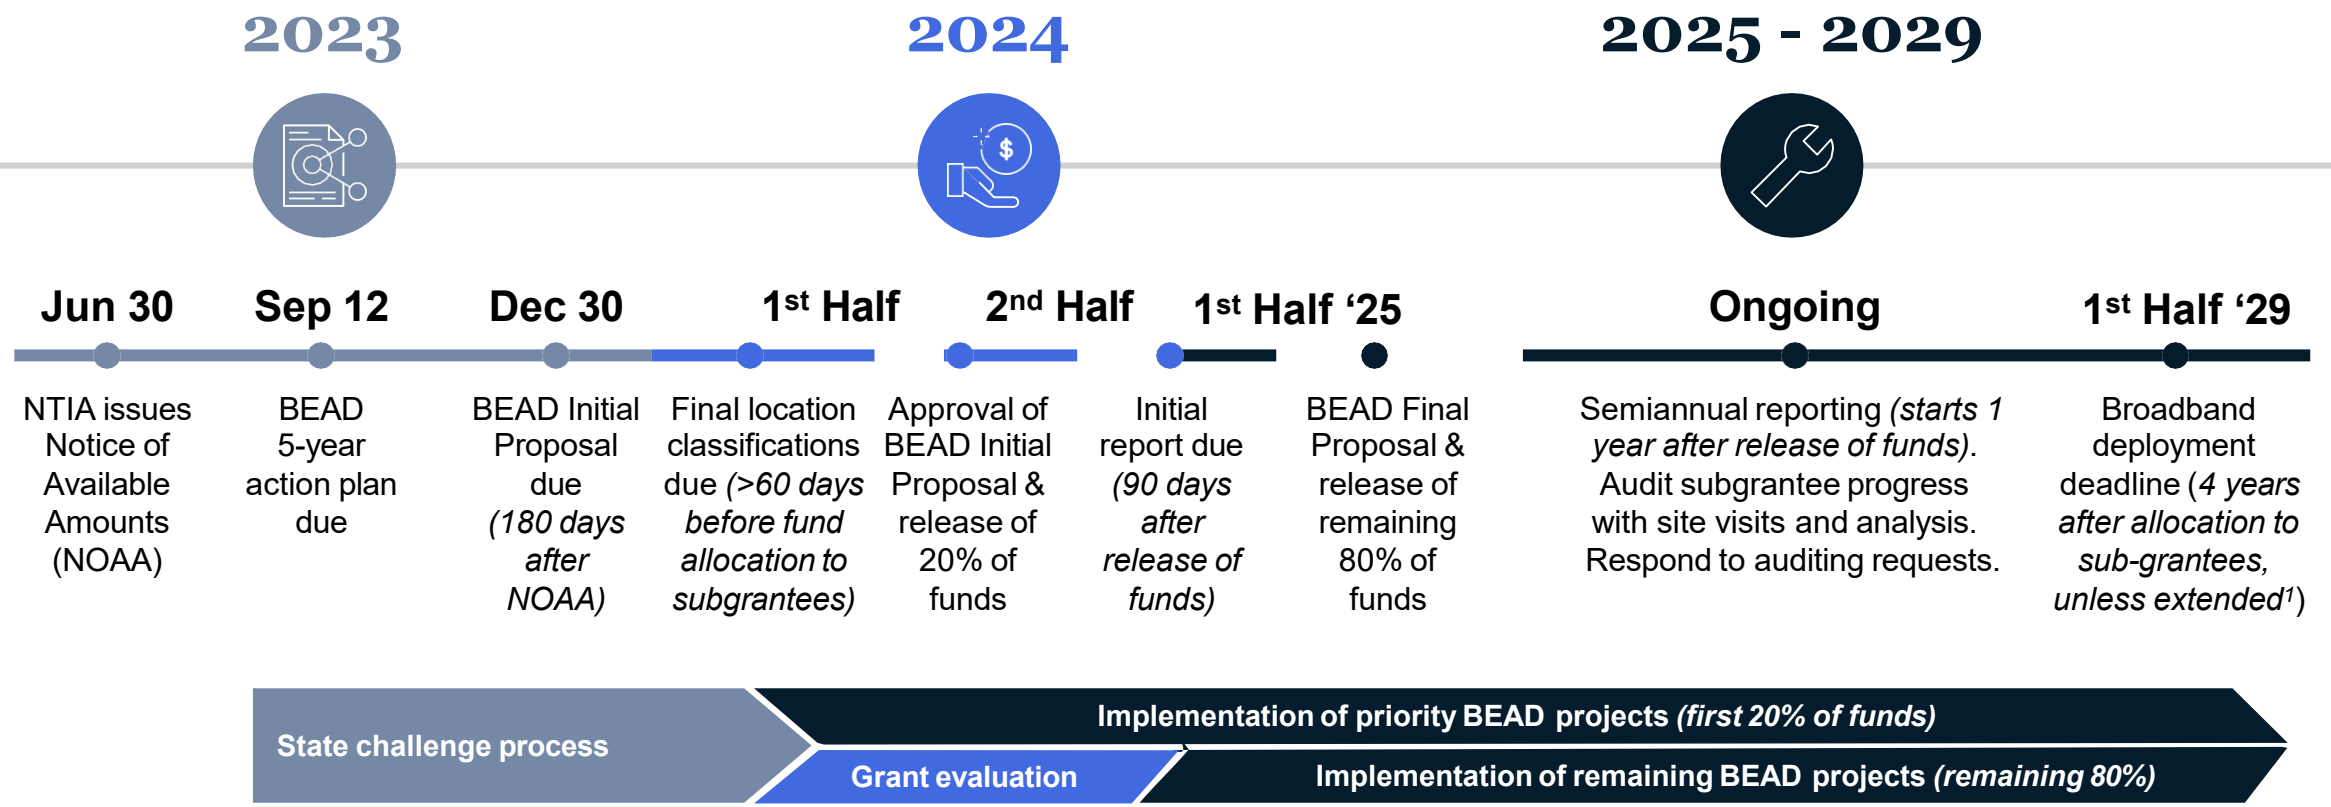 2023
2024
2025 - 2029
$
Jun 30
Sep 12
Dec 30
1st Half
2nd Half
1st Half ‘25
Ongoing
1st Half ‘29
NTIA issues
Notice of
Available
Amounts
(NOAA)
BEAD
5-year
action plan
due
BEAD Initial
Proposal
due
(180 days
after
NOAA)
Final location
classifications
due (>60 days
before fund
allocation to
subgrantees)
Approval of
BEAD Initial
Proposal &
release of
20% of
funds
Initial
report due
(90 days
after
release of
funds)
BEAD Final
Proposal &
release of
remaining
80% of
funds
Semiannual reporting (starts 1
year after release of funds).
Audit subgrantee progress
with site visits and analysis.
Respond to auditing requests.
Broadband
deployment
deadline (4 years
after allocation to
sub-grantees,
unless extended1)
State challenge process
Implementation of priority BEAD projects (first 20% of funds)
Grant evaluation
Implementation of remaining BEAD projects (remaining 80%)